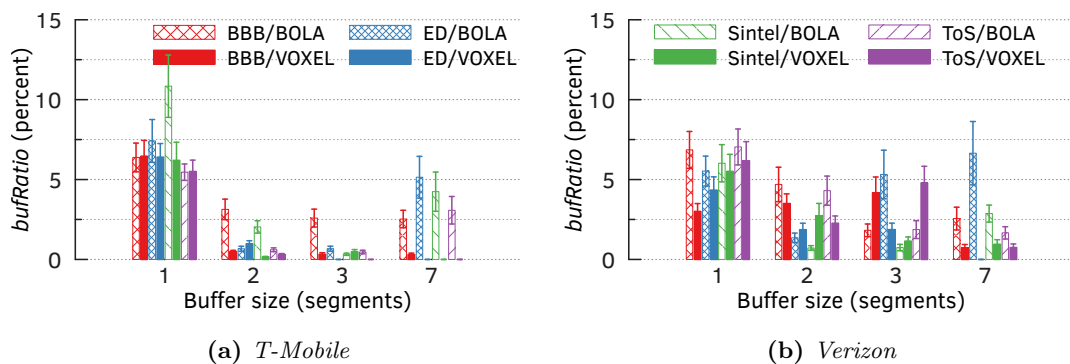 15
10
5
0
bufRatio (percent)
BBB/BOLA
ED/BOLA
BBB/VOXEL
ED/VOXEL
1 2 3 7
Buffer size (segments)
(a) T-Mobile
15
10
5
0
bufRatio (percent)
Sintel/BOLA
ToS/BOLA
Sintel/VOXEL
ToS/VOXEL
1 2 3 7
Buffer size (segments)
(b) Verizon